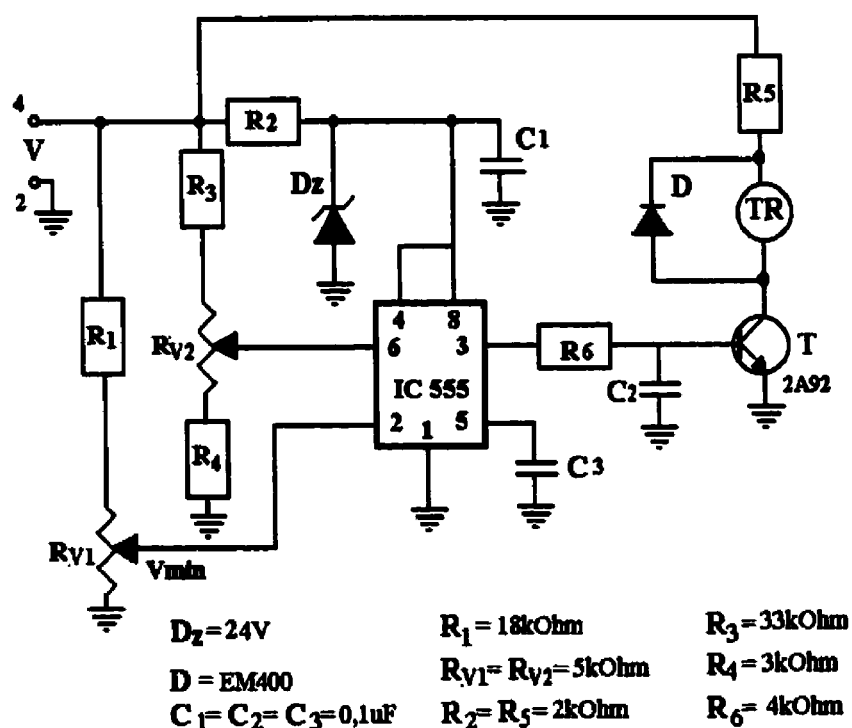 R5
4
R2
V
C1
2
R3
Dz
D
TR
R1
RV2
4 8
6 3
IC 555
2 5
1
R6
T
2A92
C2
R4
C3
RV1
Vmin
DZ = 24V
R1 = 18kOhm
R3 = 33kOhm
D = EM400
RV1 = RV2 = 5kOhm
R4 = 3kOhm
C1 = C2 = C3 = 0,1uF
R2 = R5 = 2kOhm
R6 = 4kOhm